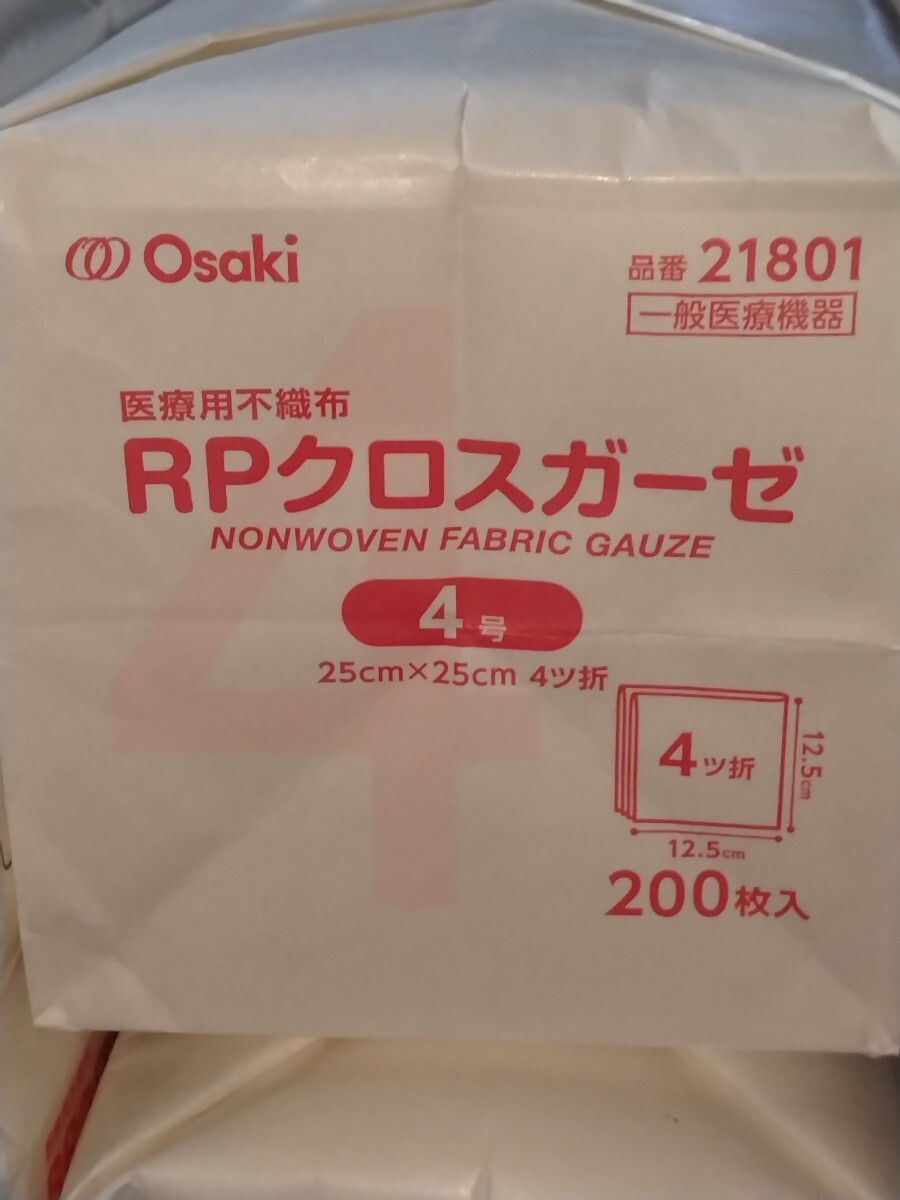 Osaki
品番 21801
一般医療機器
医療用不織布
RPクロスガーゼ
NONWOVEN FABRIC GAUZE
4号
25cm×25cm 4ツ折
4ツ折
12.5cm
12.5cm
200枚入
4